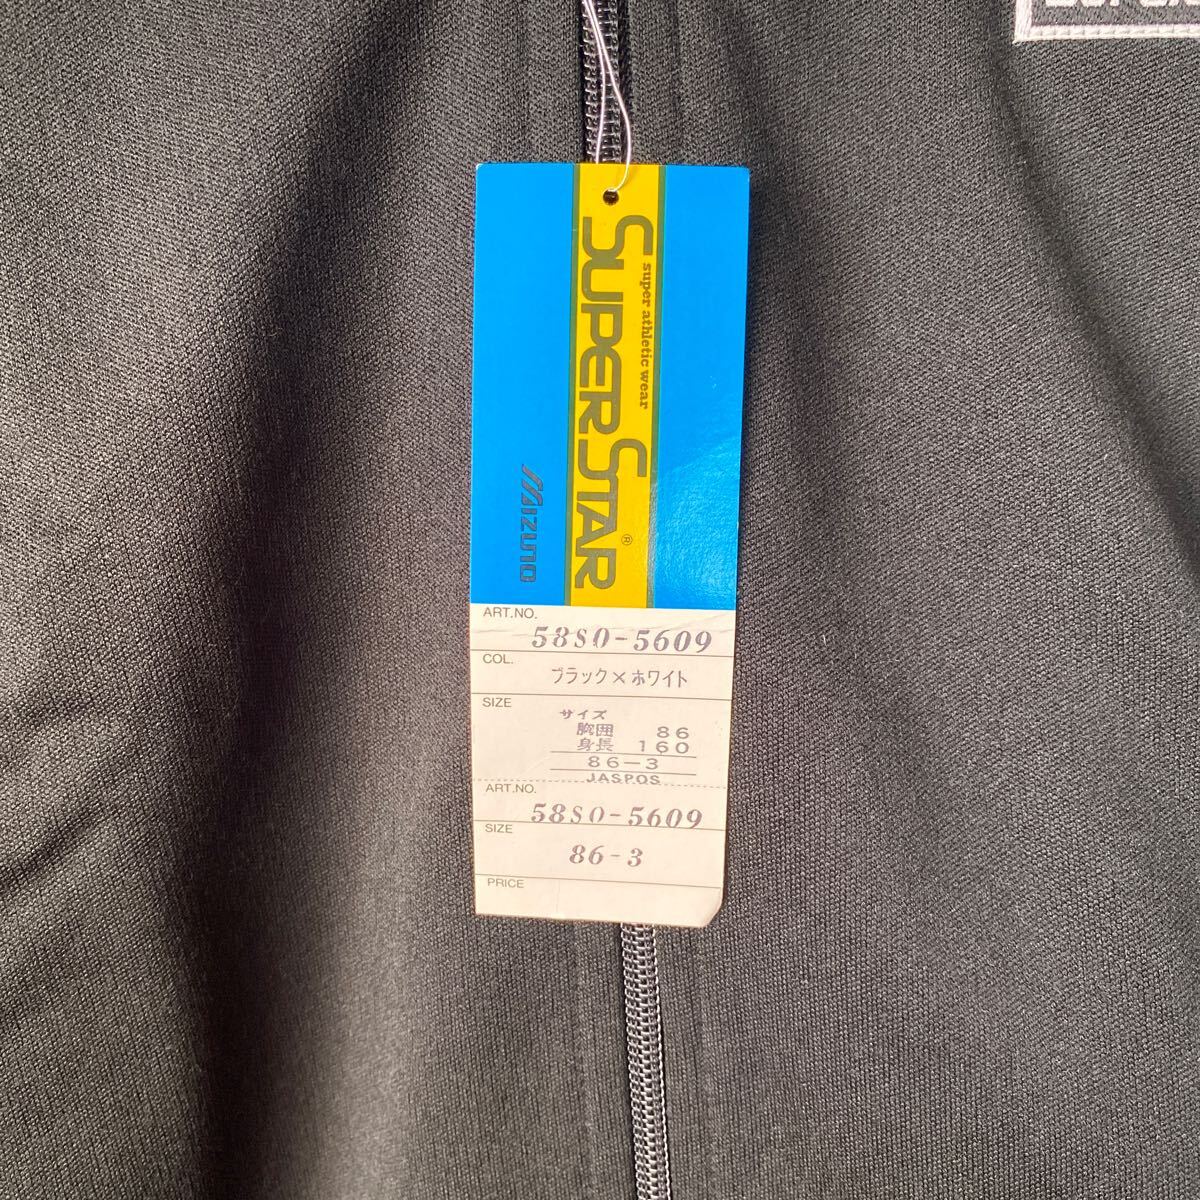 SUPERSTAR®
super athletic wear
MIZUNO
ART.NO.
58S0-5609
COL.
ブラック×ホワイト
SIZE
サイズ
胸囲 86
身長 160
86-3
JASPOS
ART.NO.
58S0-5609
SIZE
86-3
PRICE